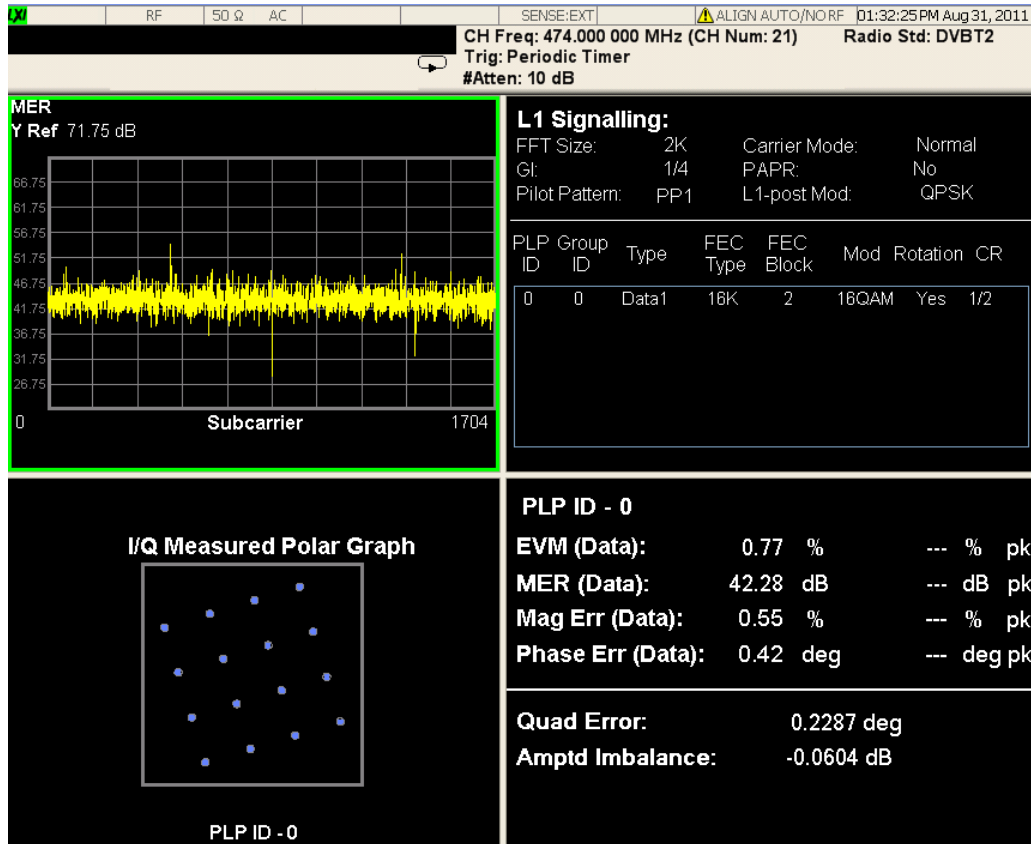 LXI RF 50 Ω AC SENSE:EXT ALIGN AUTO/NO RF 01:32:25 PM Aug 31, 2011
CH Freq: 474.000 000 MHz (CH Num: 21) Radio Std: DVBT2
Trig: Periodic Timer
#Atten: 10 dB
MER
Y Ref 71.75 dB
66.75
61.75
56.75
51.75
46.75
41.75
36.75
31.75
26.75
0 Subcarrier 1704
L1 Signalling:
FFT Size: 2K Carrier Mode: Normal
GI: 1/4 PAPR: No
Pilot Pattern: PP1 L1-post Mod: QPSK
PLP ID Group ID Type FEC Type FEC Block Mod Rotation CR
0 0 Data1 16K 2 16QAM Yes 1/2
I/Q Measured Polar Graph
PLP ID - 0
PLP ID - 0
EVM (Data): 0.77 % --- % pk
MER (Data): 42.28 dB --- dB pk
Mag Err (Data): 0.55 % --- % pk
Phase Err (Data): 0.42 deg --- deg pk
Quad Error: 0.2287 deg
Amptd Imbalance: -0.0604 dB